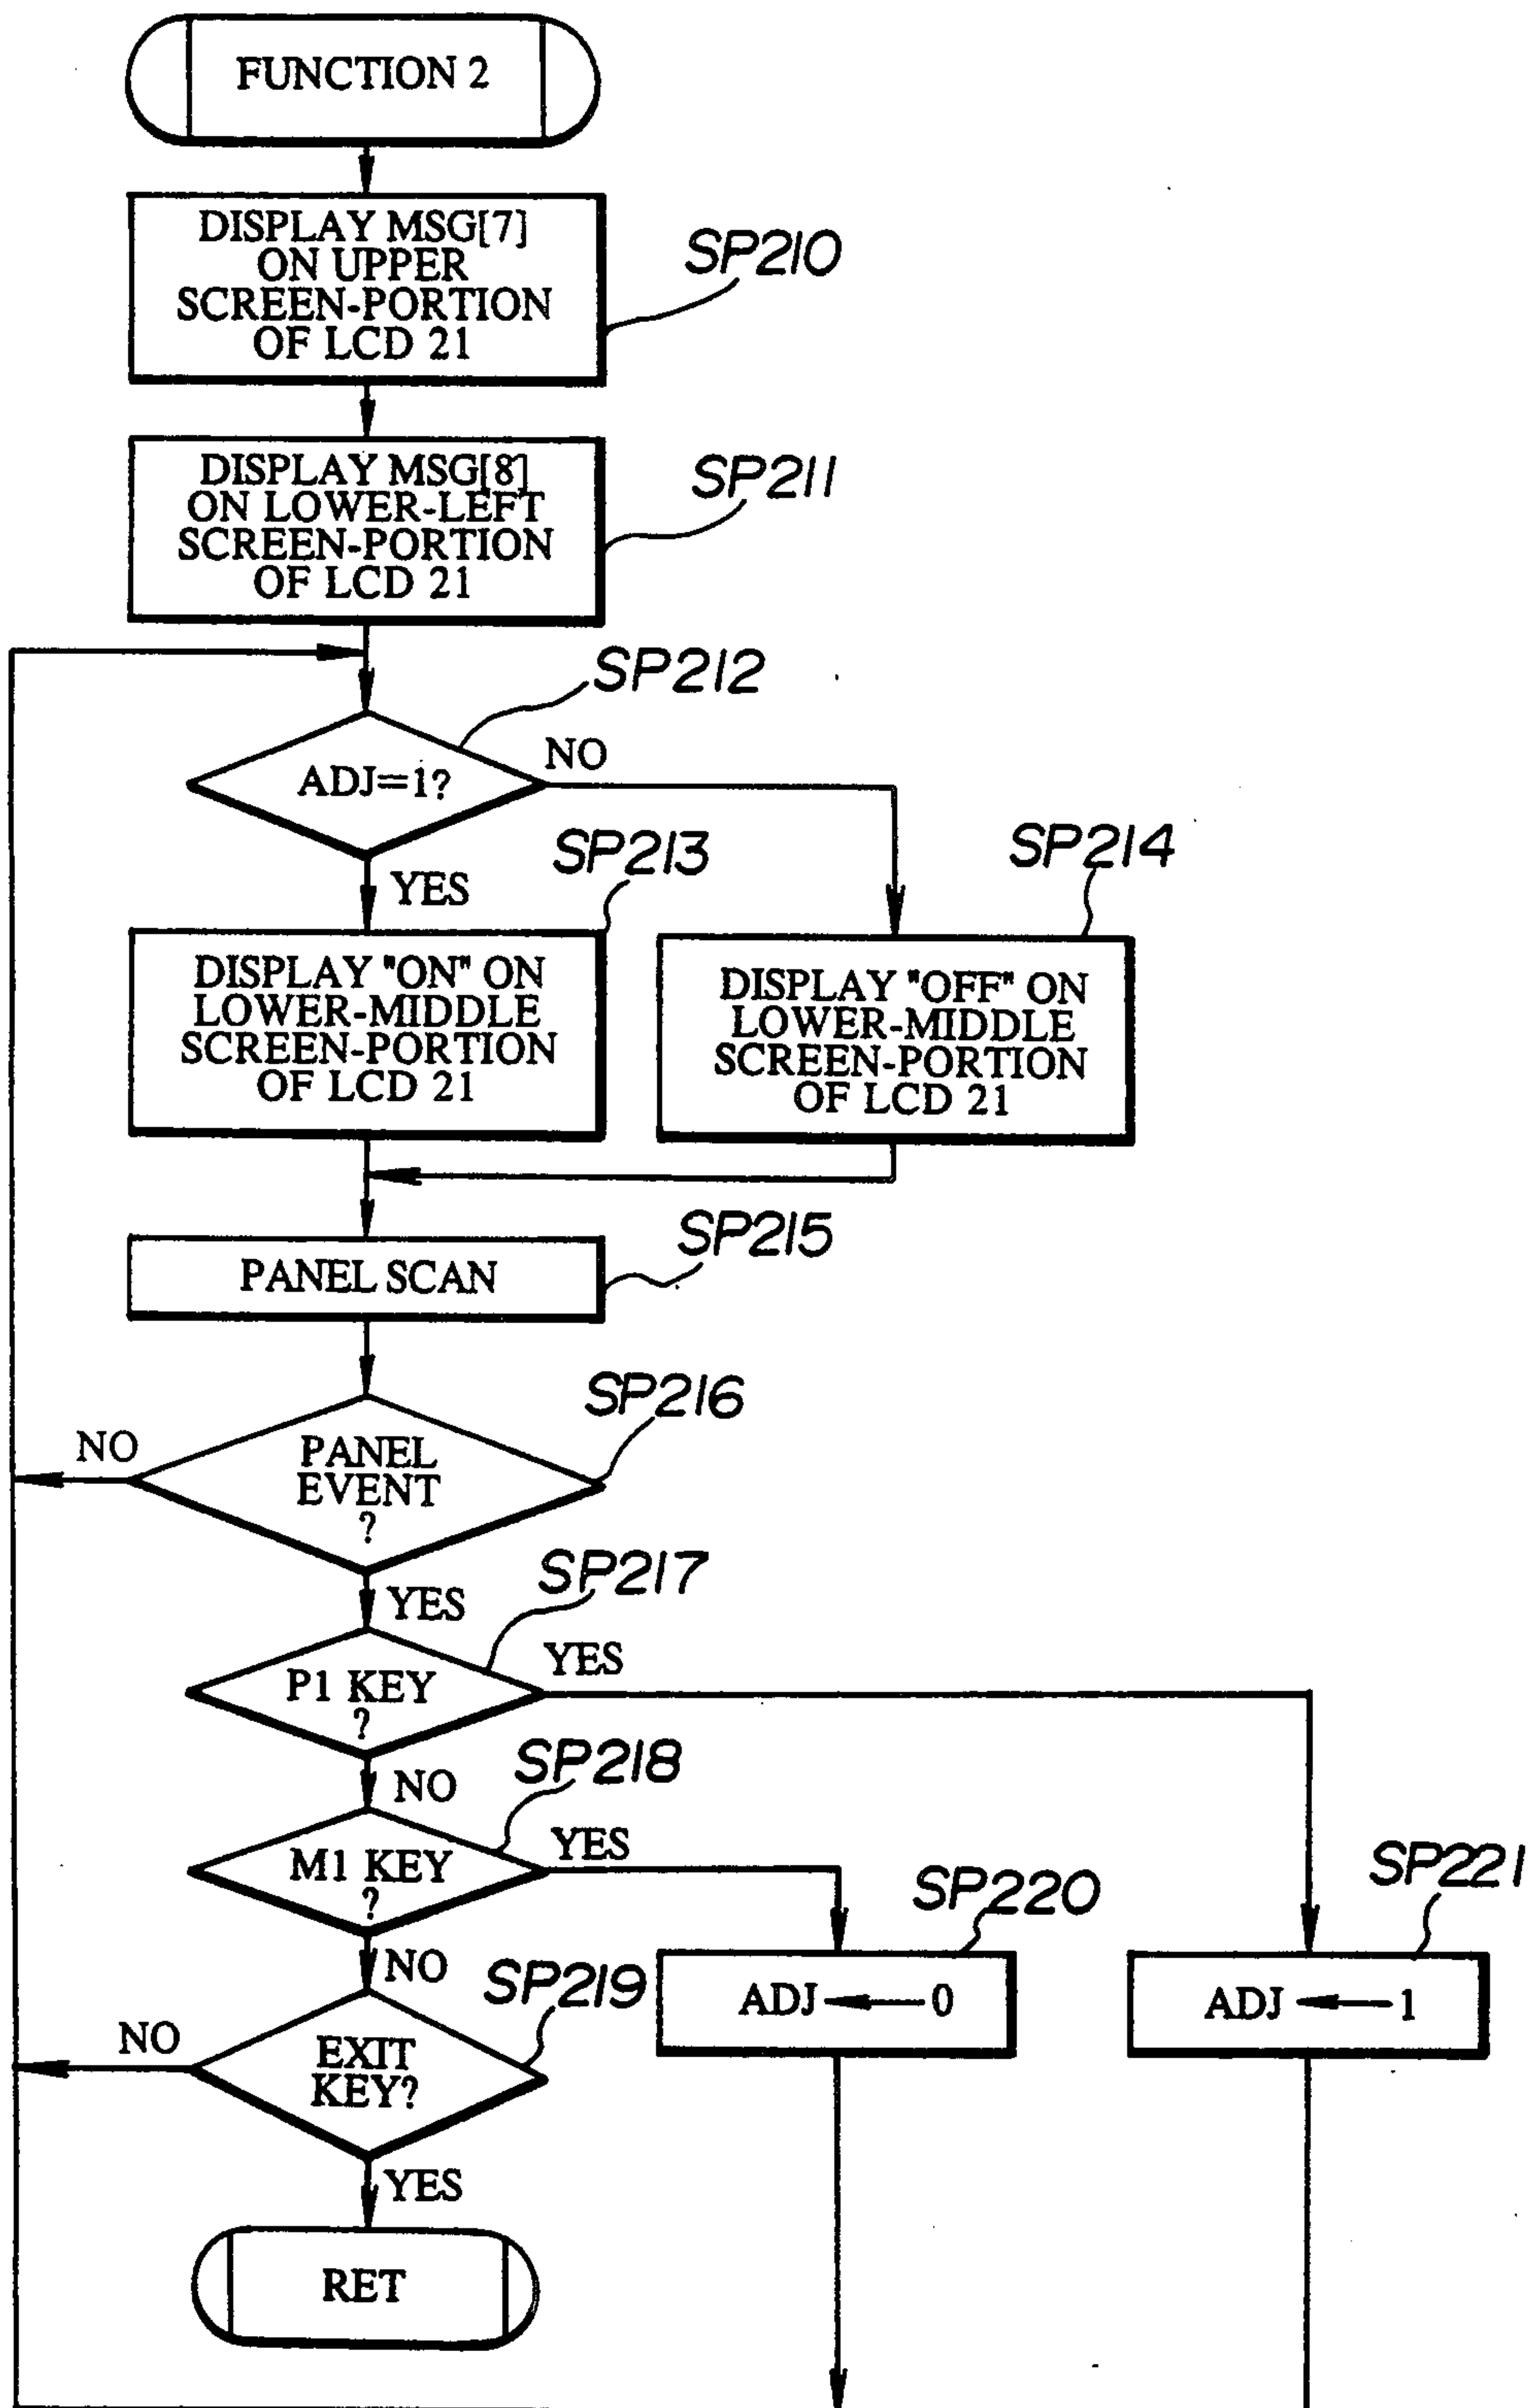 FUNCTION 2
DISPLAY MSG[7]
ON UPPER
SCREEN-PORTION
OF LCD 21
SP210
DISPLAY MSG[8]
ON LOWER-LEFT
SCREEN-PORTION
OF LCD 21
SP211
SP212
ADJ=1?
NO
YES
SP213
SP214
DISPLAY "ON" ON
LOWER-MIDDLE
SCREEN-PORTION
OF LCD 21
DISPLAY "OFF" ON
LOWER-MIDDLE
SCREEN-PORTION
OF LCD 21
SP215
PANEL SCAN
SP216
NO
PANEL
EVENT
?
YES
SP217
YES
P1 KEY
?
NO
SP218
YES
M1 KEY
?
NO
SP219
SP220
SP221
ADJ ← 0
ADJ ← 1
NO
EXIT
KEY?
YES
RET